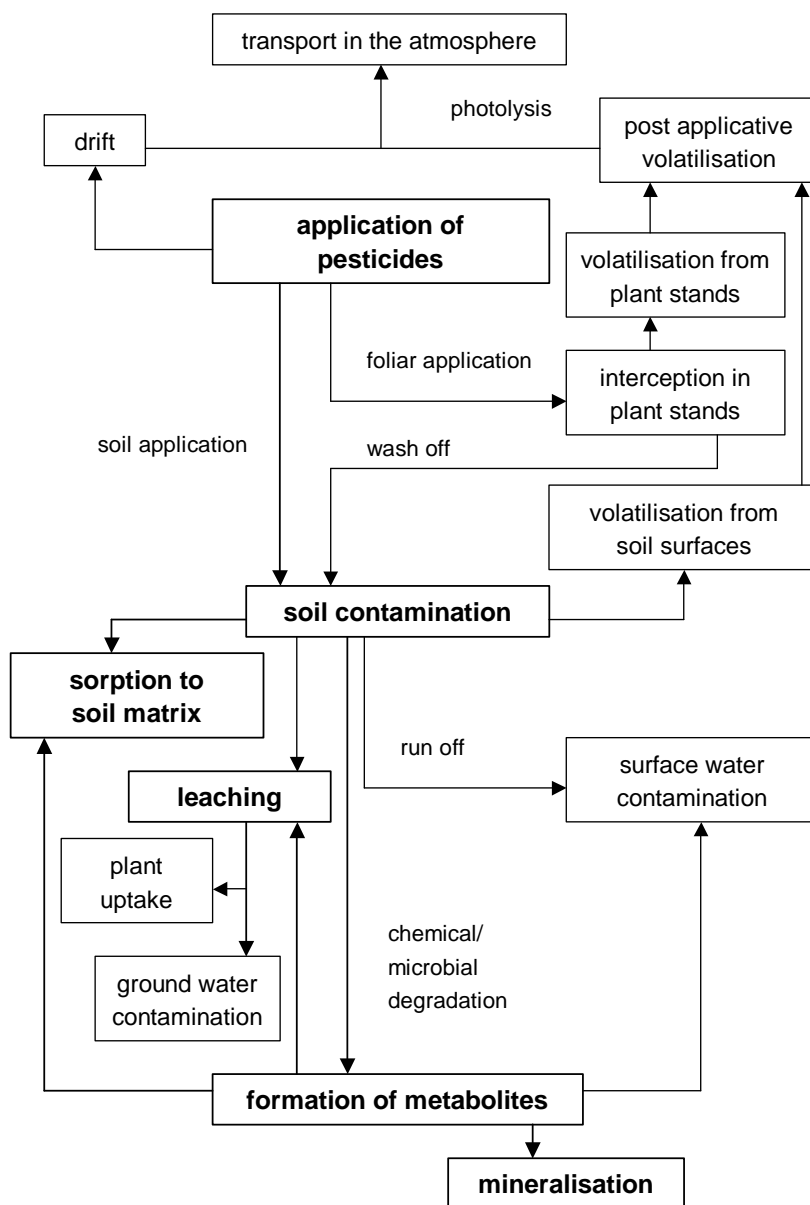 transport in the atmosphere
photolysis
drift
post applicative
volatilisation
application of
pesticides
volatilisation from
plant stands
foliar application
interception in
plant stands
soil application
wash off
volatilisation from
soil surfaces
soil contamination
sorption to
soil matrix
run off
surface water
contamination
leaching
plant
uptake
chemical/
microbial
degradation
ground water
contamination
formation of metabolites
mineralisation